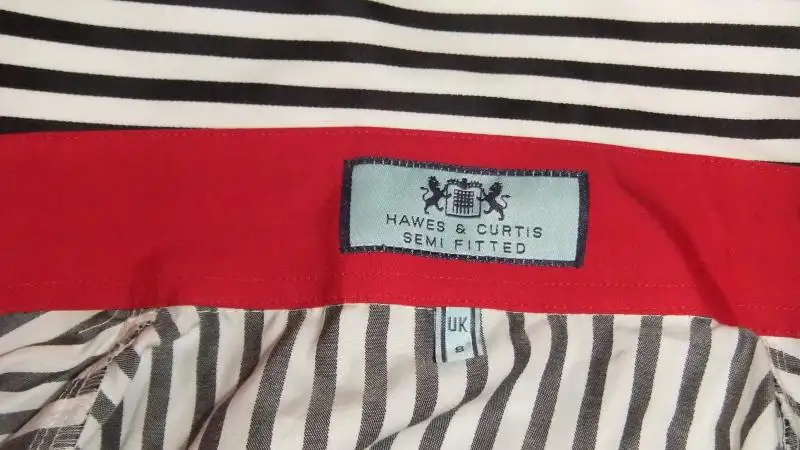 HAWES & CURTIS
SEMI FITTED
UK
8